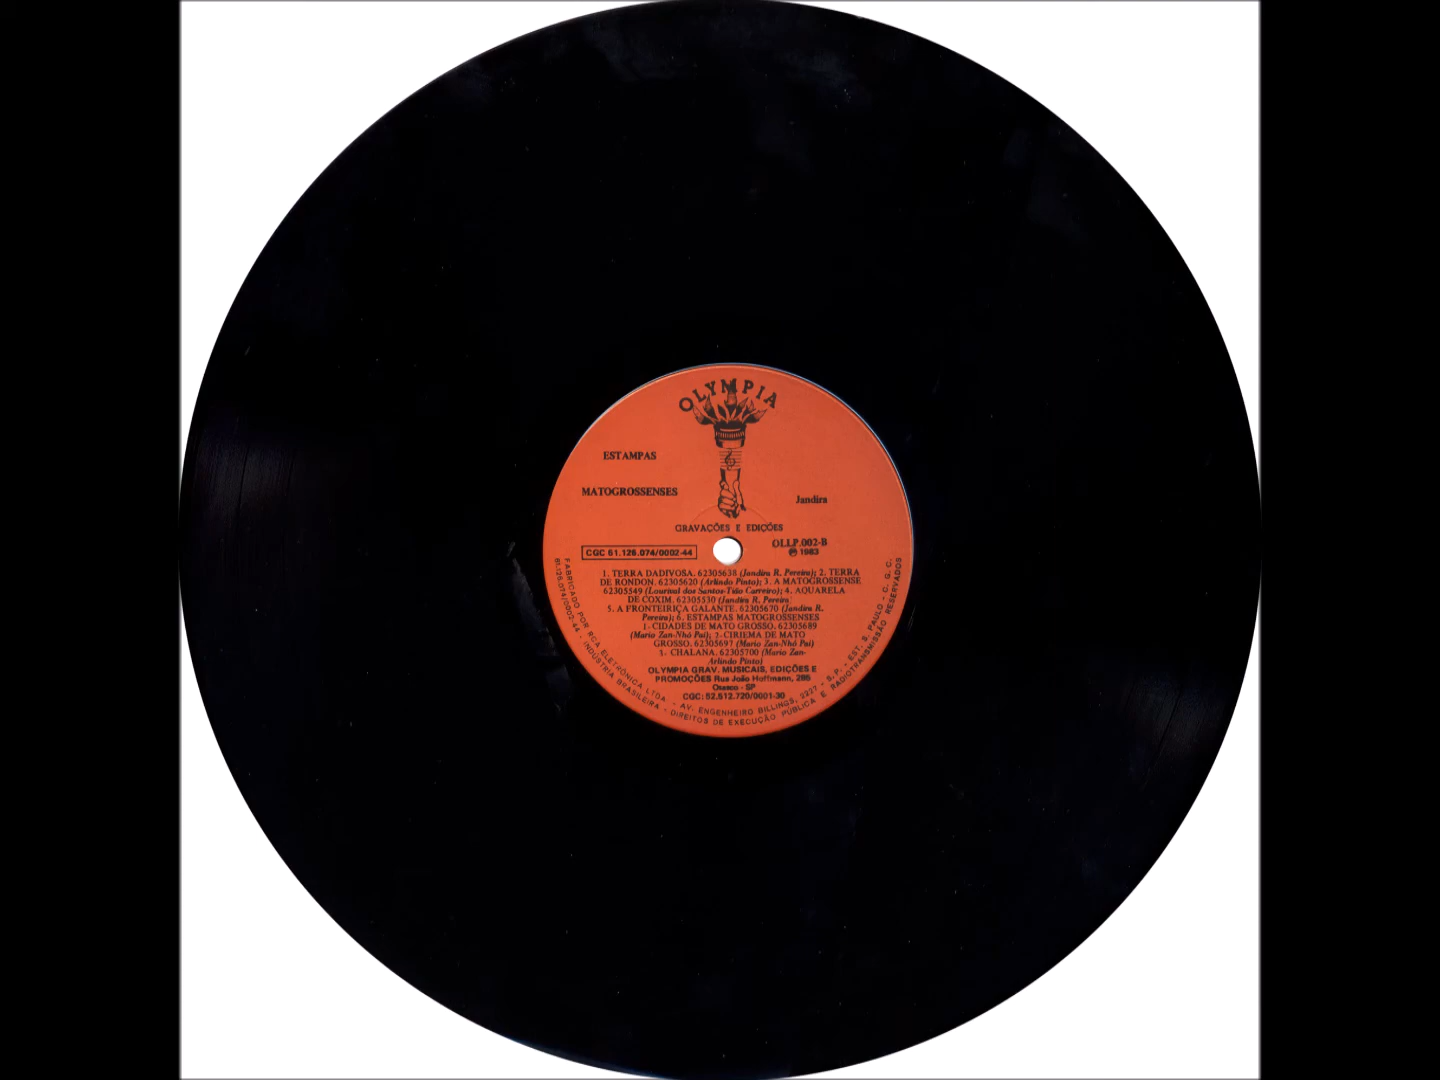 OLYMPIA
ESTAMPAS
MATOGROSSENSES
Jandira
GRAVAÇÕES E EDIÇÕES
CGC 61.126.074/0002-44
OLLP.002-B
℗ 1983
1. TERRA DADIVOSA. 62305638 (Jandira R. Pereira); 2. TERRA
DE RONDON. 62305620 (Arlindo Pinto); 3. A MATOGROSSENSE
62305549 (Lourival dos Santos-Tião Carreiro); 4. AQUARELA
DE COXIM. 62305530 (Jandira R. Pereira
5. A FRONTEIRIÇA GALANTE. 62305670 (Jandira R.
Pereira); 6. ESTAMPAS MATOGROSSENSES
1- CIDADES DE MATO GROSSO. 62305689
(Mario Zan-Nhô Pai); 2- CIRIEMA DE MATO
GROSSO. 62305697 (Mario Zan-Nhô Pai)
3- CHALANA. 62305700 (Mario Zan-
Arlindo Pinto)
OLYMPIA GRAV. MUSICAIS, EDIÇÕES E
PROMOÇÕES Rua João Hoffmann, 285
Osasco - SP
CGC: 52.512.720/0001-30
FABRICADO POR RCA ELETRÔNICA LTDA. - AV. ENGENHEIRO BILLINGS, 2227 - S.P. - EST. S. PAULO - C.G.C.
61.126.074/0002-44 - INDÚSTRIA BRASILEIRA - DIREITOS DE EXECUÇÃO PÚBLICA E RADIOTRANSMISSÃO RESERVADOS